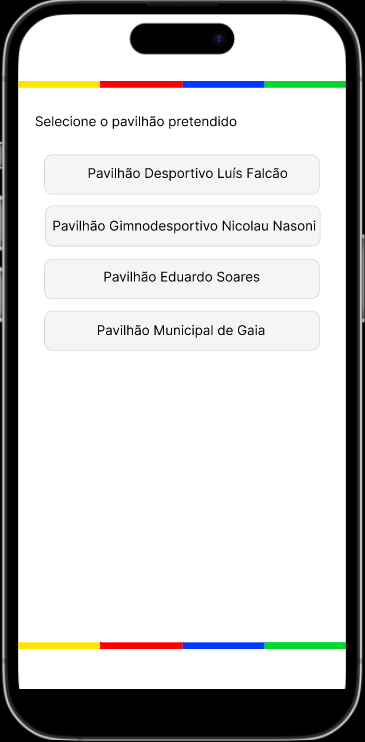 Selecione o pavilhão pretendido
Pavilhão Desportivo Luís Falcão
Pavilhão Gimnodesportivo Nicolau Nasoni
Pavilhão Eduardo Soares
Pavilhão Municipal de Gaia